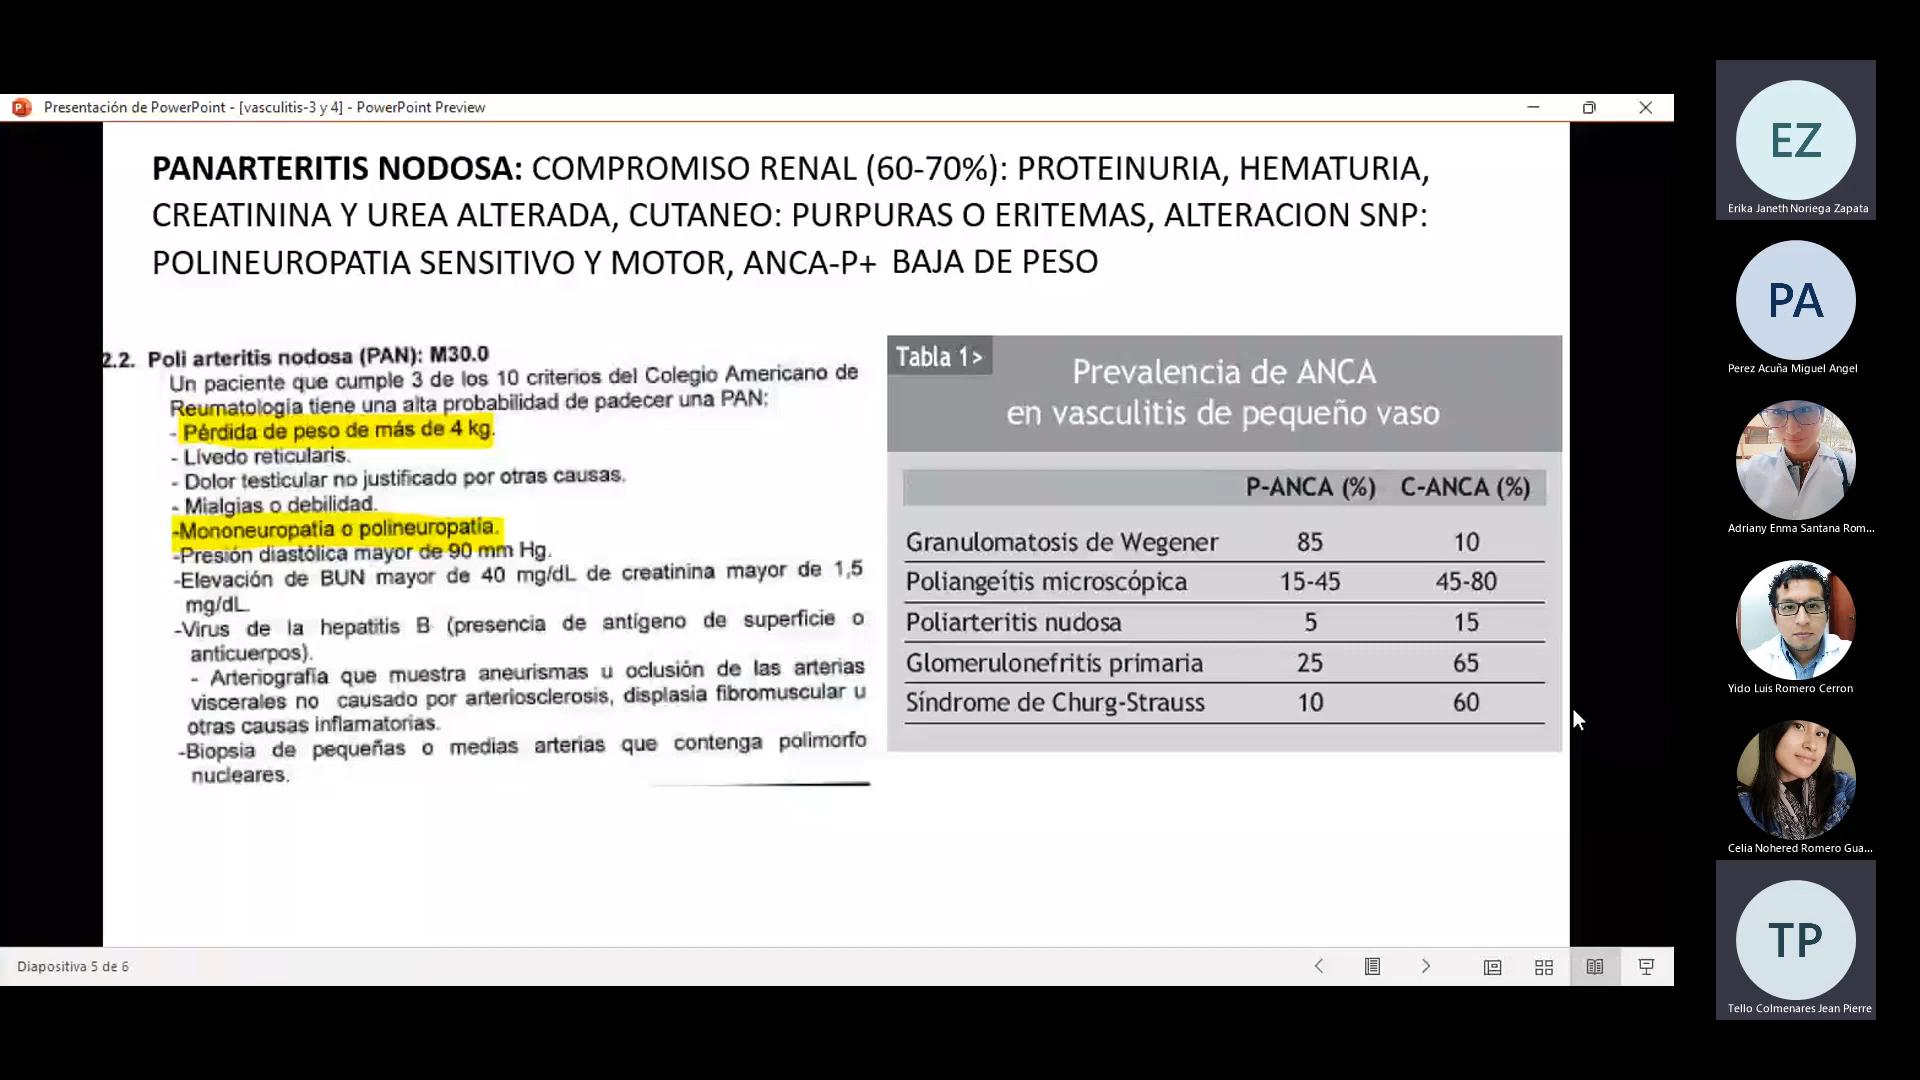 Presentación de PowerPoint - [vasculitis-3 y 4] - PowerPoint Preview
PANARTERITIS NODOSA: COMPROMISO RENAL (60-70%): PROTEINURIA, HEMATURIA,
CREATININA Y UREA ALTERADA, CUTANEO: PURPURAS O ERITEMAS, ALTERACION SNP:
POLINEUROPATIA SENSITIVO Y MOTOR, ANCA-P+ BAJA DE PESO
2.2. Poli arteritis nodosa (PAN): M30.0
Un paciente que cumple 3 de los 10 criterios del Colegio Americano de
Reumatología tiene una alta probabilidad de padecer una PAN:
- Pérdida de peso de más de 4 kg.
- Livedo reticularis.
- Dolor testicular no justificado por otras causas.
- Mialgias o debilidad.
-Mononeuropatía o polineuropatía.
-Presión diastólica mayor de 90 mm Hg.
-Elevación de BUN mayor de 40 mg/dL de creatinina mayor de 1,5
mg/dL.
-Virus de la hepatitis B (presencia de antígeno de superficie o
anticuerpos).
- Arteriografía que muestra aneurismas u oclusión de las arterias
viscerales no causado por arteriosclerosis, displasia fibromuscular u
otras causas inflamatorias.
-Biopsia de pequeñas o medias arterias que contenga polimorfo
nucleares.
Tabla 1>
Prevalencia de ANCA
en vasculitis de pequeño vaso
P-ANCA (%) C-ANCA (%)
Granulomatosis de Wegener 85 10
Poliangeítis microscópica 15-45 45-80
Poliarteritis nudosa 5 15
Glomerulonefritis primaria 25 65
Síndrome de Churg-Strauss 10 60
Diapositiva 5 de 6
EZ
Erika Janeth Noriega Zapata
PA
Perez Acuña Miguel Angel
Adriany Enma Santana Rom...
Yido Luis Romero Cerron
Celia Nohered Romero Gua...
TP
Tello Colmenares Jean Pierre